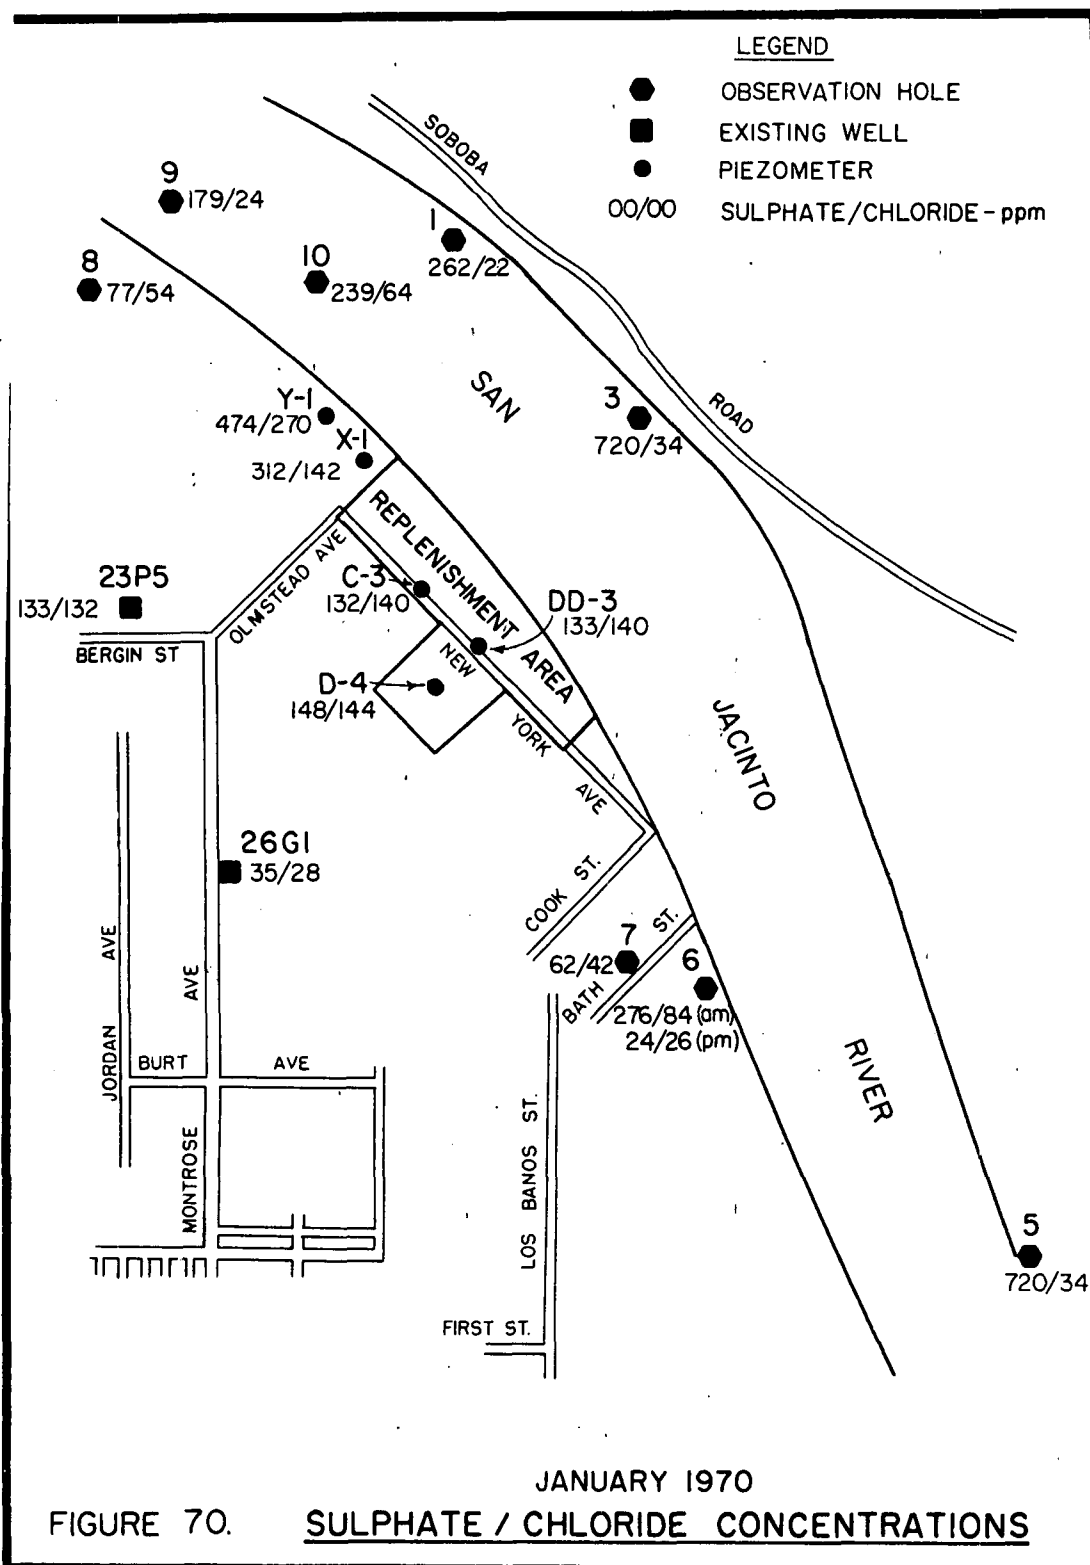 LEGEND
OBSERVATION HOLE
EXISTING WELL
PIEZOMETER
00/00 SULPHATE/CHLORIDE-ppm
SOBOBA
ROAD
9
179/24
1
262/22
8
77/54
10
239/64
SAN
3
720/34
Y-1
474/270
X-1
312/142
REPLENISHMENT AREA
OLMSTEAD AVE
C-3
132/140
DD-3
133/140
23P5
133/132
BERGIN ST
NEW
YORK
AVE
D-4
148/144
JACINTO
26G1
35/28
COOK ST.
7
62/42
BATH ST.
6
276/84 (am)
24/26 (pm)
JORDAN AVE
MONTROSE AVE
BURT AVE
RIVER
LOS BANOS ST.
5
720/34
FIRST ST.
JANUARY 1970
FIGURE 70. SULPHATE / CHLORIDE CONCENTRATIONS